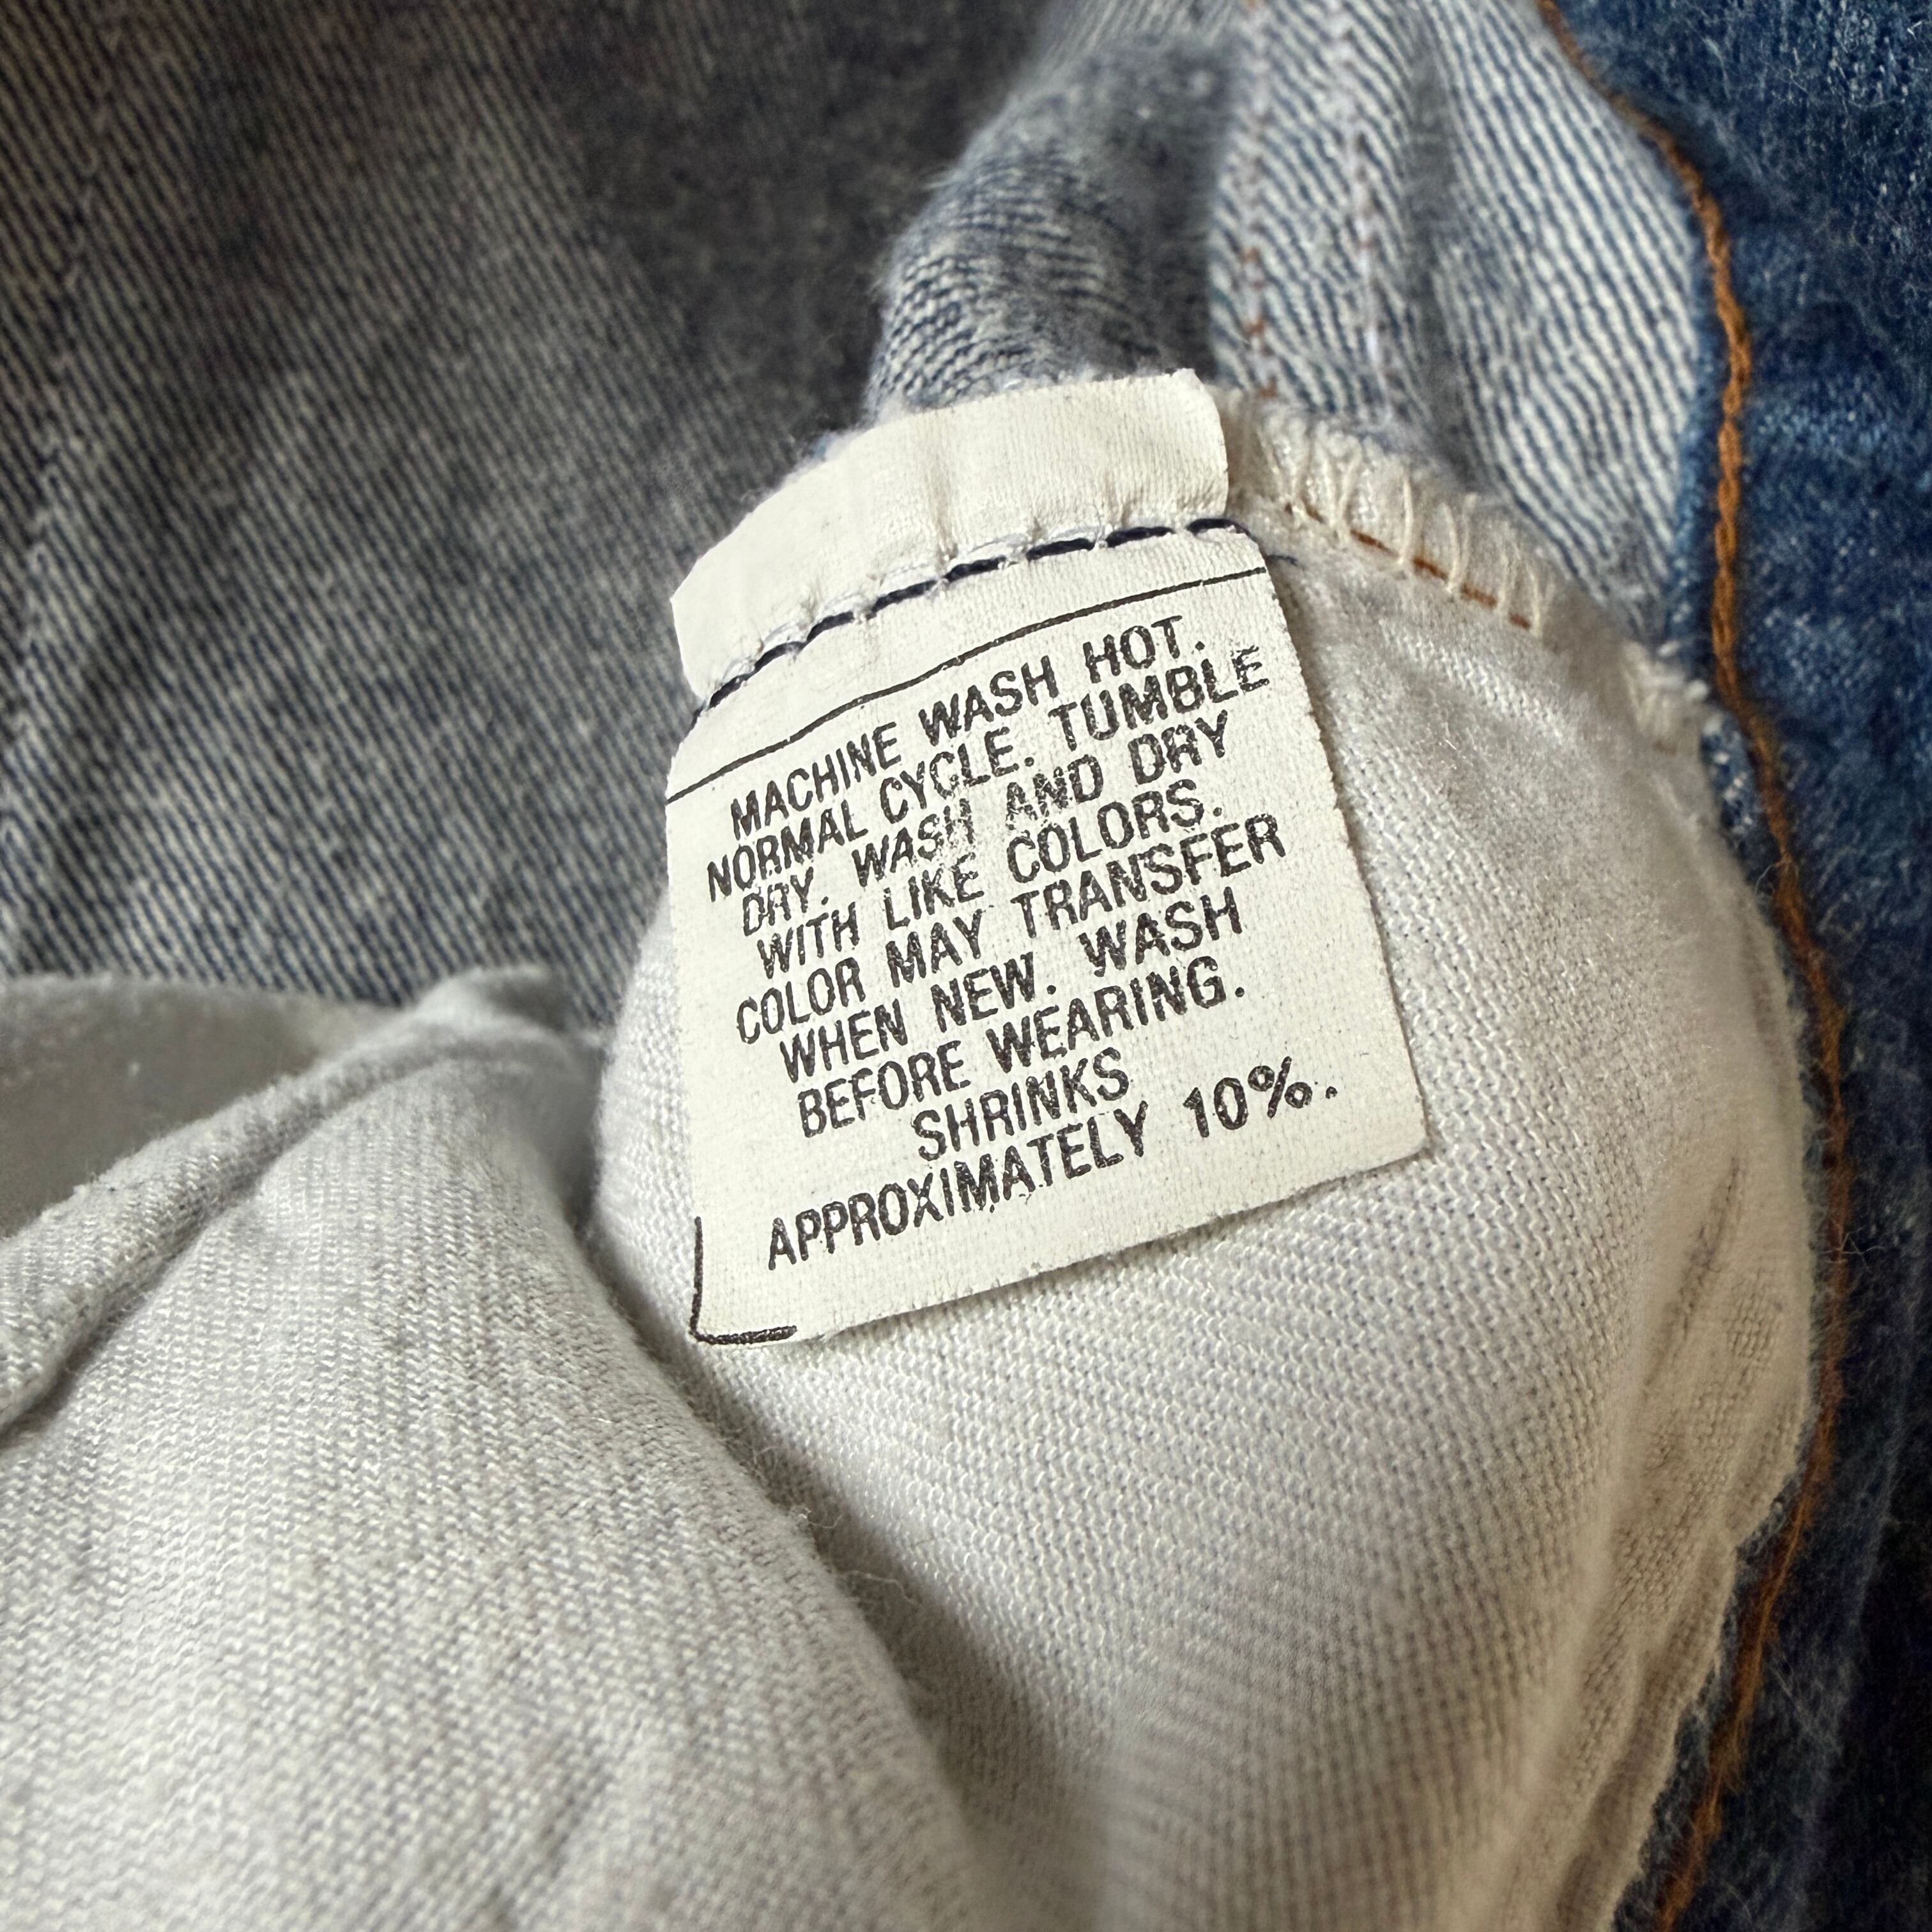 MACHINE WASH HOT.
NORMAL CYCLE. TUMBLE
DRY. WASH AND DRY
WITH LIKE COLORS.
COLOR MAY TRANSFER
WHEN NEW. WASH
BEFORE WEARING.
SHRINKS
APPROXIMATELY 10%.